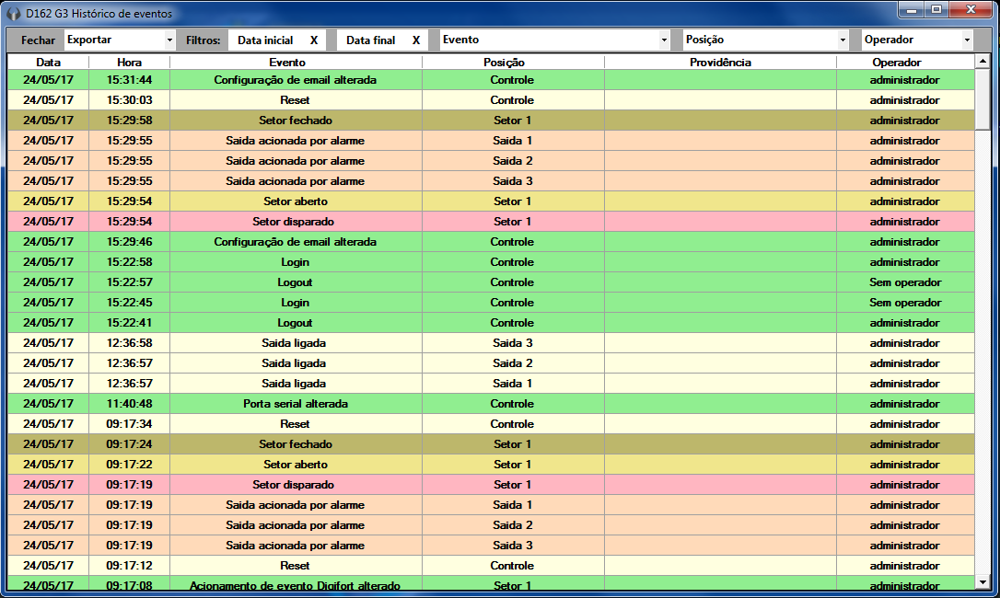 D162 G3 Histórico de eventos
Fechar Exportar Filtros: Data inicial X Data final X Evento Posição Operador
Data Hora Evento Posição Providência Operador
24/05/17 15:31:44 Configuração de email alterada Controle administrador
24/05/17 15:30:03 Reset Controle administrador
24/05/17 15:29:58 Setor fechado Setor 1 administrador
24/05/17 15:29:55 Saida acionada por alarme Saida 1 administrador
24/05/17 15:29:55 Saida acionada por alarme Saida 2 administrador
24/05/17 15:29:55 Saida acionada por alarme Saida 3 administrador
24/05/17 15:29:54 Setor aberto Setor 1 administrador
24/05/17 15:29:54 Setor disparado Setor 1 administrador
24/05/17 15:29:46 Configuração de email alterada Controle administrador
24/05/17 15:22:58 Login Controle administrador
24/05/17 15:22:57 Logout Controle Sem operador
24/05/17 15:22:45 Login Controle Sem operador
24/05/17 15:22:41 Logout Controle administrador
24/05/17 12:36:58 Saida ligada Saida 3 administrador
24/05/17 12:36:57 Saida ligada Saida 2 administrador
24/05/17 12:36:57 Saida ligada Saida 1 administrador
24/05/17 11:40:48 Porta serial alterada Controle administrador
24/05/17 09:17:34 Reset Controle administrador
24/05/17 09:17:24 Setor fechado Setor 1 administrador
24/05/17 09:17:22 Setor aberto Setor 1 administrador
24/05/17 09:17:19 Setor disparado Setor 1 administrador
24/05/17 09:17:19 Saida acionada por alarme Saida 1 administrador
24/05/17 09:17:19 Saida acionada por alarme Saida 2 administrador
24/05/17 09:17:19 Saida acionada por alarme Saida 3 administrador
24/05/17 09:17:12 Reset Controle administrador
24/05/17 09:17:08 Acionamento de evento Digifort alterado Setor 1 administrador